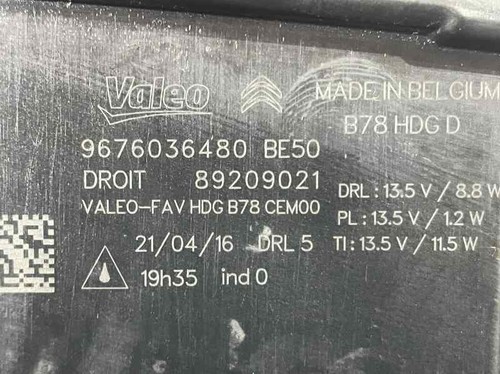 Valeo MADE IN BELGIUM
B78 HDG D
9676036480 BE50
DROIT 89209021
DRL : 13.5 V / 8.8 W
VALEO-FAV HDG B78 CEM00
PL : 13.5 V / 1.2 W
21/04/16 DRL 5
TI : 13.5 V / 11.5 W
19h35 ind 0